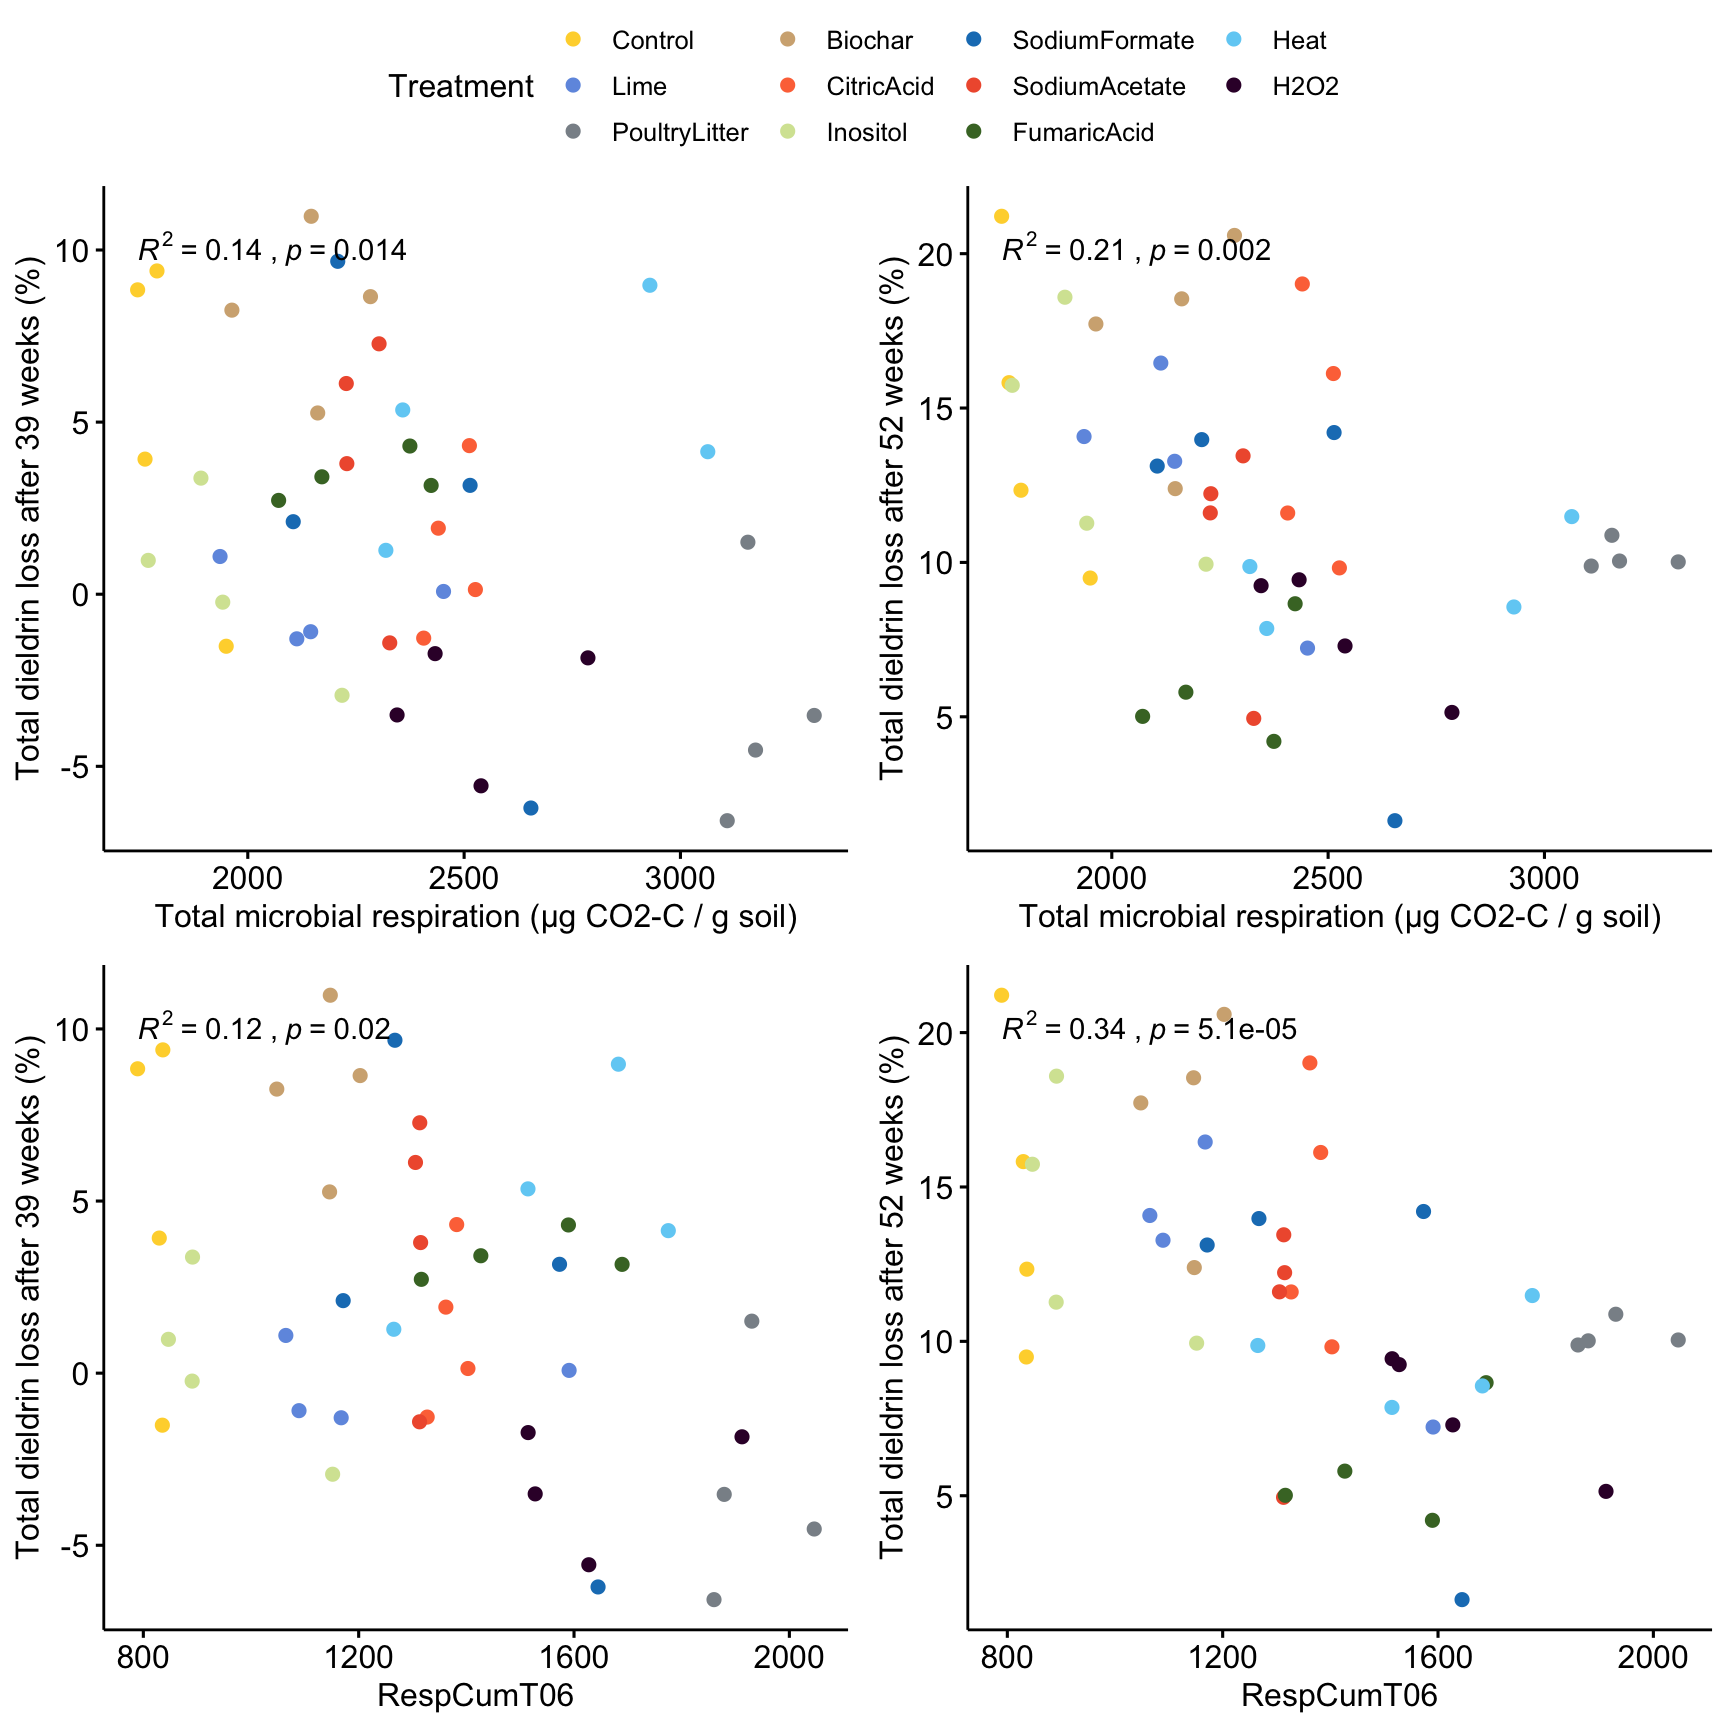 Treatment
Control
Biochar
SodiumFormate
Heat
Lime
CitricAcid
SodiumAcetate
H2O2
PoultryLitter
Inositol
FumaricAcid
R² = 0.14 , p = 0.014
10
5
0
-5
Total dieldrin loss after 39 weeks (%)
2000 2500 3000
Total microbial respiration (µg CO2-C / g soil)
R² = 0.21 , p = 0.002
20
15
10
5
Total dieldrin loss after 52 weeks (%)
2000 2500 3000
Total microbial respiration (µg CO2-C / g soil)
R² = 0.12 , p = 0.02
10
5
0
-5
Total dieldrin loss after 39 weeks (%)
800 1200 1600 2000
RespCumT06
R² = 0.34 , p = 5.1e-05
20
15
10
5
Total dieldrin loss after 52 weeks (%)
800 1200 1600 2000
RespCumT06